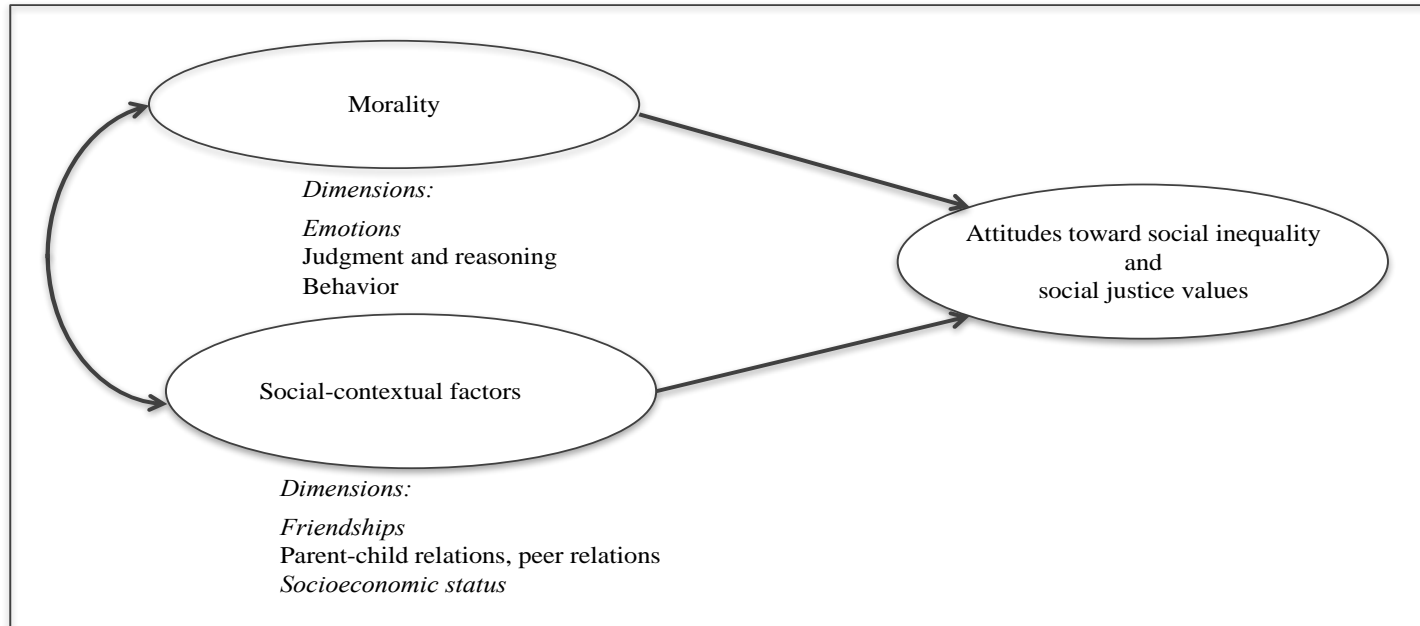 Morality
Dimensions:
Emotions
Judgment and reasoning
Behavior
Attitudes toward social inequality
and
social justice values
Social-contextual factors
Dimensions:
Friendships
Parent-child relations, peer relations
Socioeconomic status